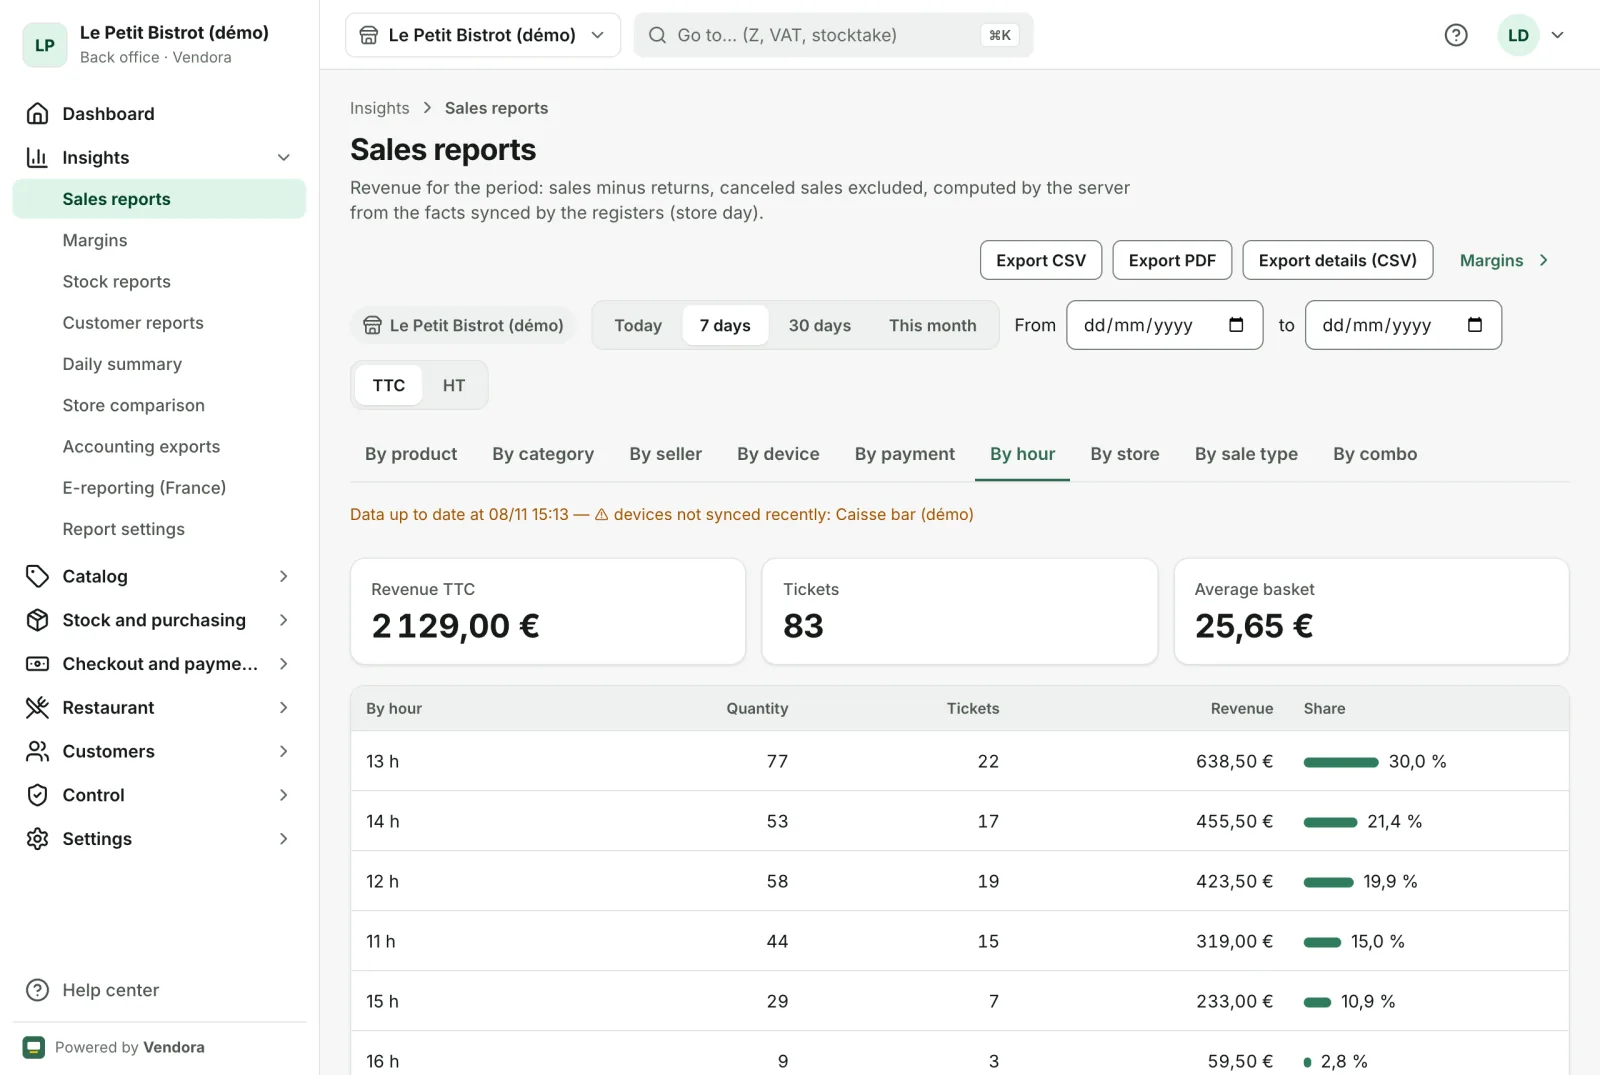 LP
Le Petit Bistrot (démo)
Back office · Vendora
Dashboard
Insights
Sales reports
Margins
Stock reports
Customer reports
Daily summary
Store comparison
Accounting exports
E-reporting (France)
Report settings
Catalog
Stock and purchasing
Checkout and payme...
Restaurant
Customers
Control
Settings
Help center
Powered by Vendora
Le Petit Bistrot (démo)
Go to... (Z, VAT, stocktake)
⌘K
LD
Insights > Sales reports
Sales reports
Revenue for the period: sales minus returns, canceled sales excluded, computed by the server
from the facts synced by the registers (store day).
Export CSV Export PDF Export details (CSV) Margins
Le Petit Bistrot (démo) Today 7 days 30 days This month From dd/mm/yyyy to dd/mm/yyyy
TTC HT
By product By category By seller By device By payment By hour By store By sale type By combo
Data up to date at 08/11 15:13 — ⚠ devices not synced recently: Caisse bar (démo)
Revenue TTC
2 129,00 €
Tickets
83
Average basket
25,65 €
By hour Quantity Tickets Revenue Share
13 h 77 22 638,50 € 30,0 %
14 h 53 17 455,50 € 21,4 %
12 h 58 19 423,50 € 19,9 %
11 h 44 15 319,00 € 15,0 %
15 h 29 7 233,00 € 10,9 %
16 h 9 3 59,50 € 2,8 %